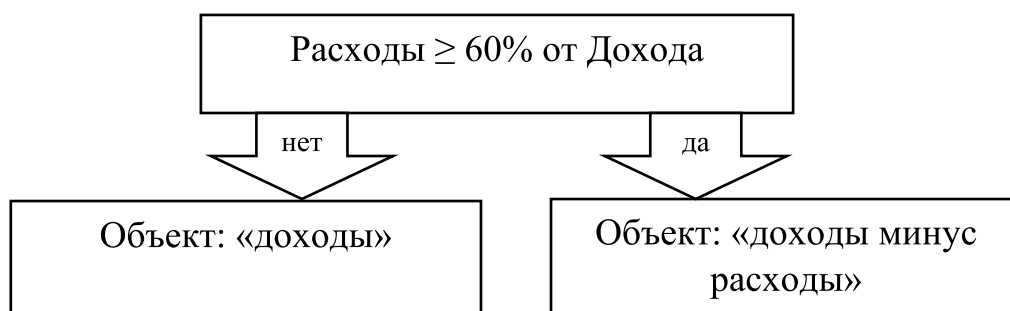 Расходы ≥ 60% от Дохода
нет
да
Объект: «доходы»
Объект: «доходы минус
расходы»